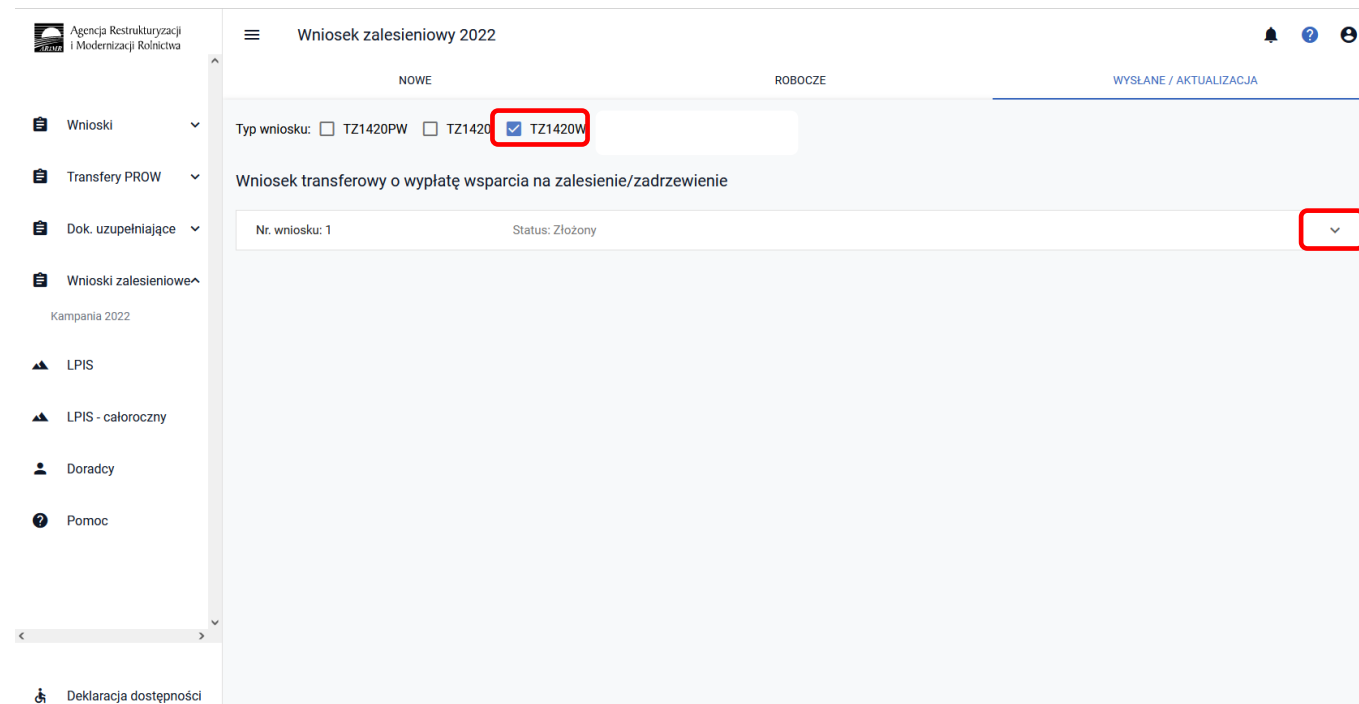 Agencja Restrukturyzacji
i Modernizacji Rolnictwa
ARiMR
Wniosek zalesieniowy 2022
NOWE
ROBOCZE
WYSŁANE / AKTUALIZACJA
Wnioski
Transfery PROW
Dok. uzupełniające
Wnioski zalesieniowe
Kampania 2022
LPIS
LPIS - całoroczny
Doradcy
Pomoc
Deklaracja dostępności
Typ wniosku: TZ1420PW TZ1420 TZ1420W
Wniosek transferowy o wypłatę wsparcia na zalesienie/zadrzewienie
Nr. wniosku: 1 Status: Złożony